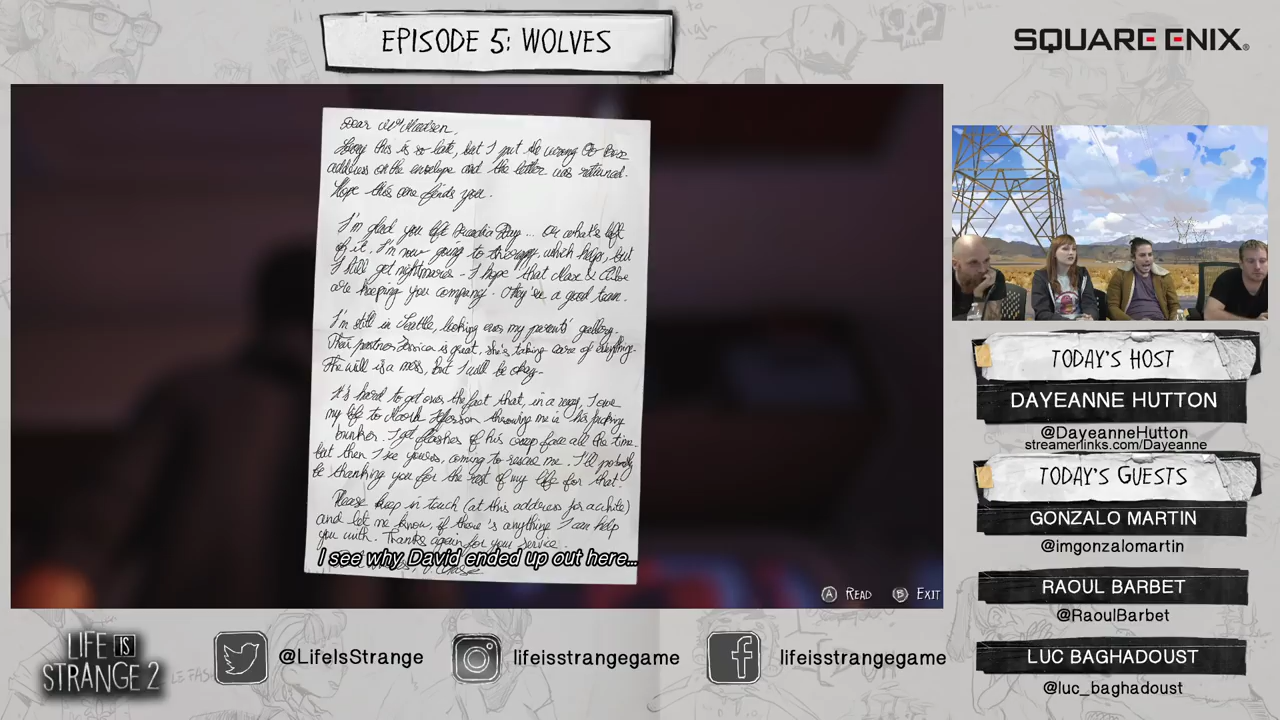 EPISODE 5: WOLVES
SQUARE ENIX®
Dear Mr Madsen,
Sorry this is so late, but I put the wrong PO Box
address on the envelope and the letter was returned.
Hope this one finds you.
I'm glad you left Arcadia Bay... Or what's left
of it. I'm now going to therapy, which helps, but
I still get nightmares. I hope that Max & Chloe
are keeping you company. They're a good team.
I'm still in Seattle, looking over my parents' gallery.
Their partner Jessica is great, she's taking care of everything.
The will is a mess, but I will be okay.
It's hard to get over the fact that, in a way, I owe
my life to Mark Jefferson throwing me in his fucking
bunker. I get flashes of his creep face all the time
but then I see you coming to rescue me. I'll probably
be thanking you for the rest of my life for that.
Please keep in touch (at this address for a while)
and let me know if there's anything I can help
you with. Thanks again for your service
I see why David ended up out here...
A READ B EXIT
TODAY'S HOST
DAYEANNE HUTTON
@DayeanneHutton
streamerlinks.com/Dayeanne
TODAY'S GUESTS
GONZALO MARTIN
@imgonzalomartin
RAOUL BARBET
@RaoulBarbet
LUC BAGHADOUST
@luc_baghadoust
LIFE IS
STRANGE 2
@LifeIsStrange
lifeisstrangegame
lifeisstrangegame